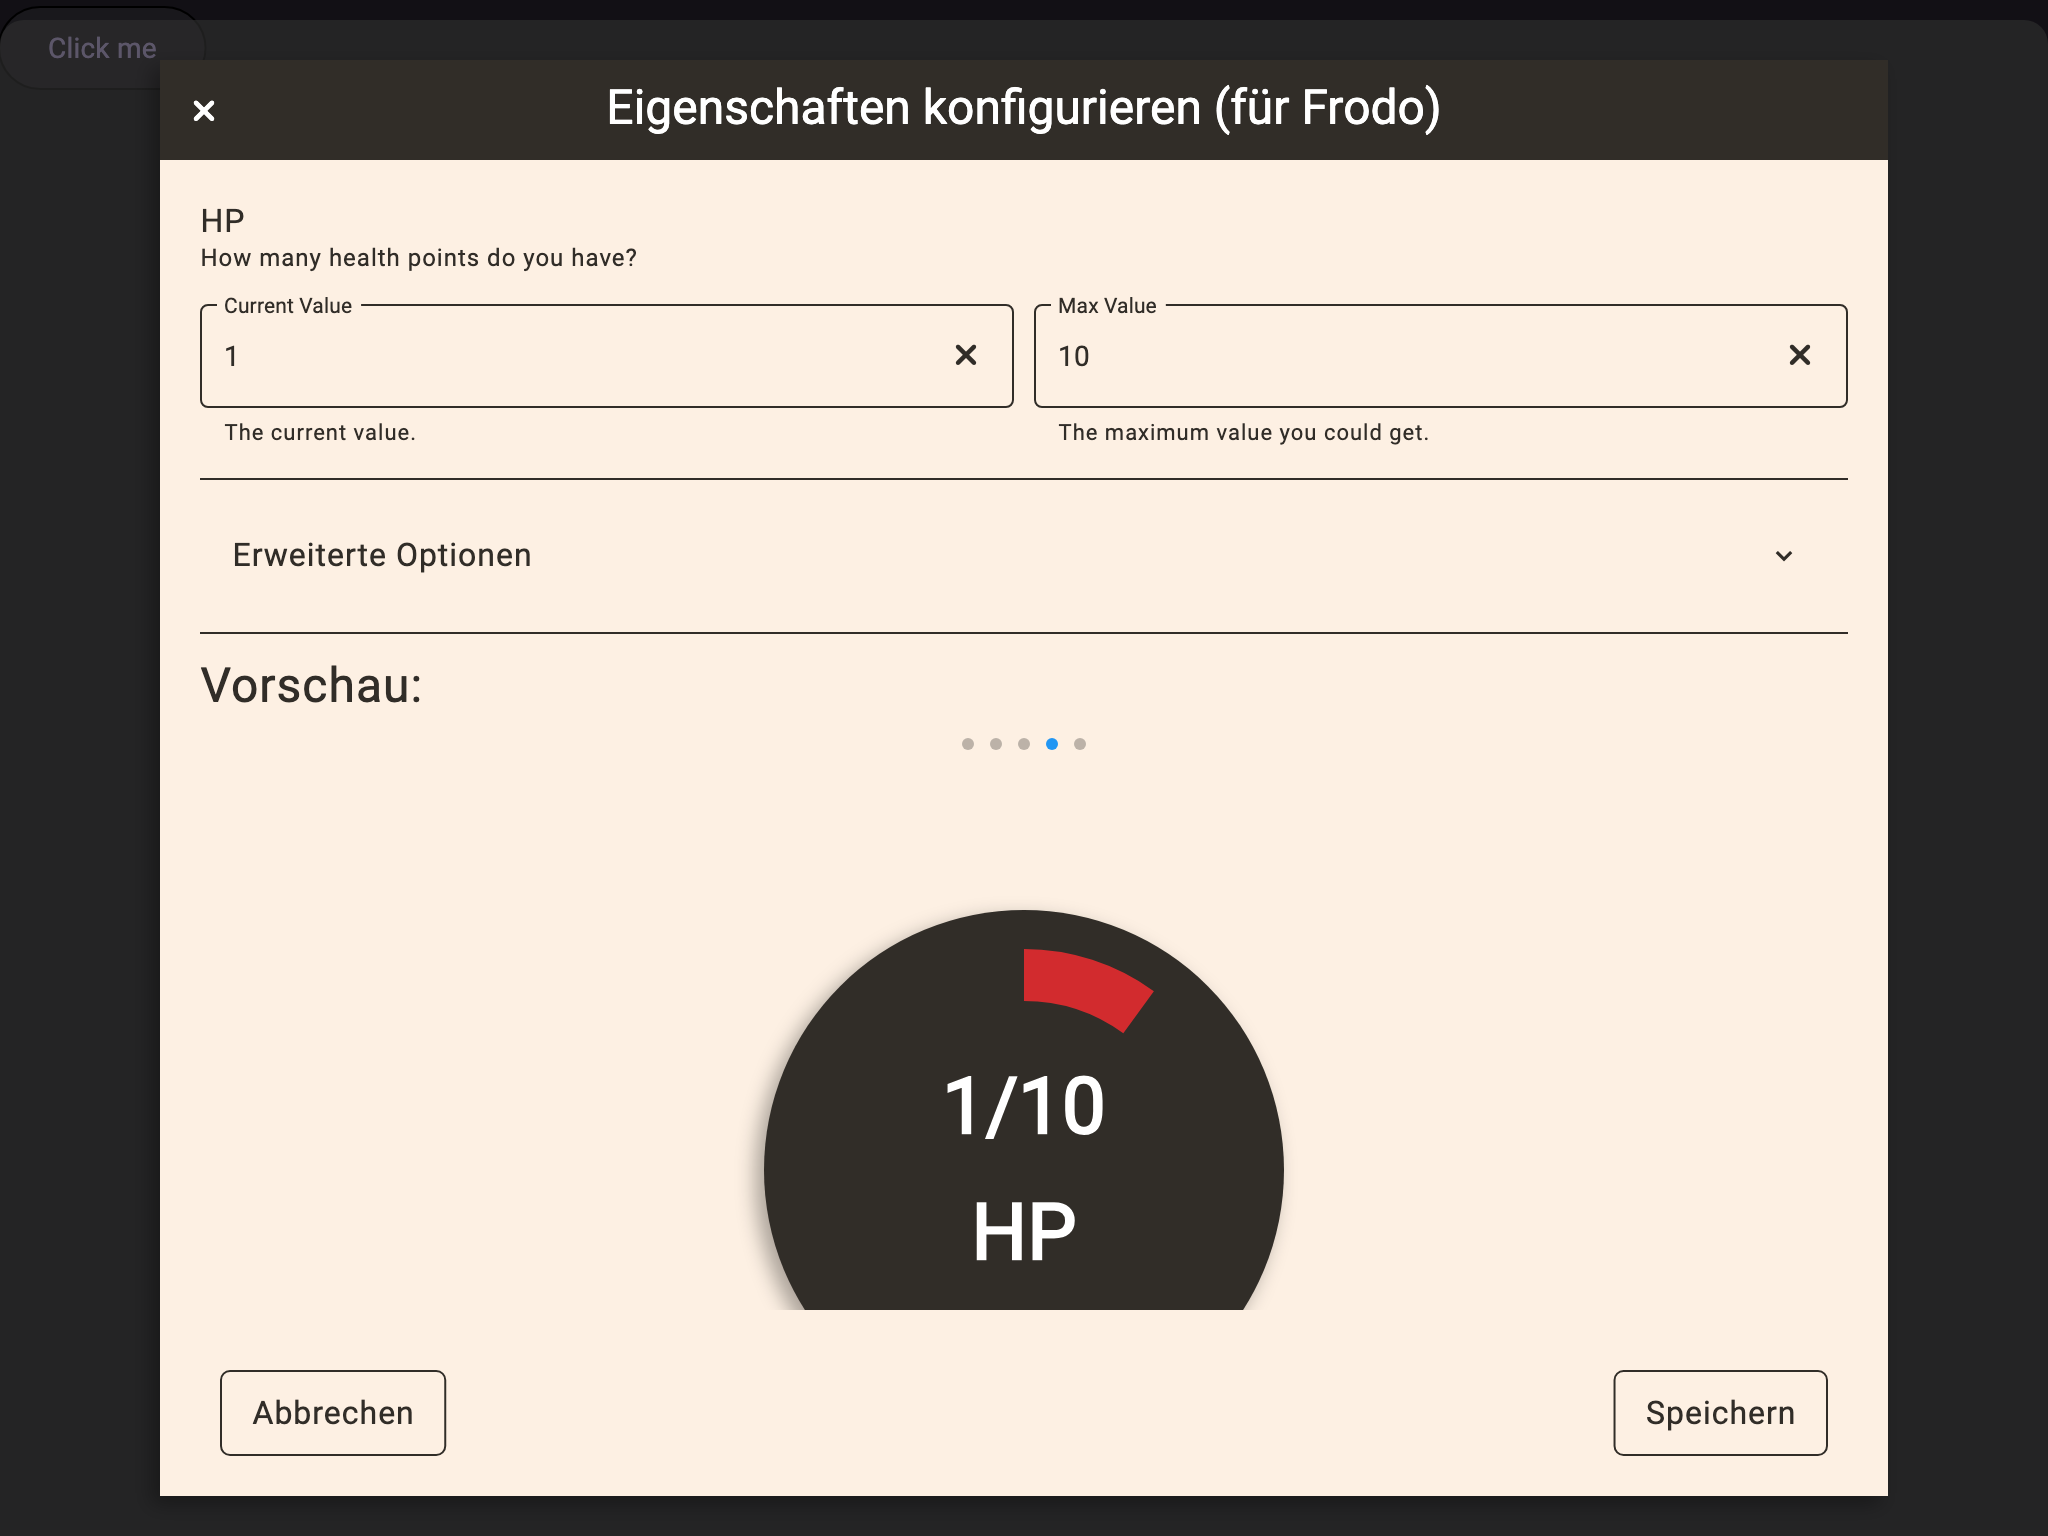 Click me
Eigenschaften konfigurieren (für Frodo)
HP
How many health points do you have?
Current Value
Max Value
1
10
The current value.
The maximum value you could get.
Erweiterte Optionen
Vorschau:
1/10
HP
Abbrechen
Speichern